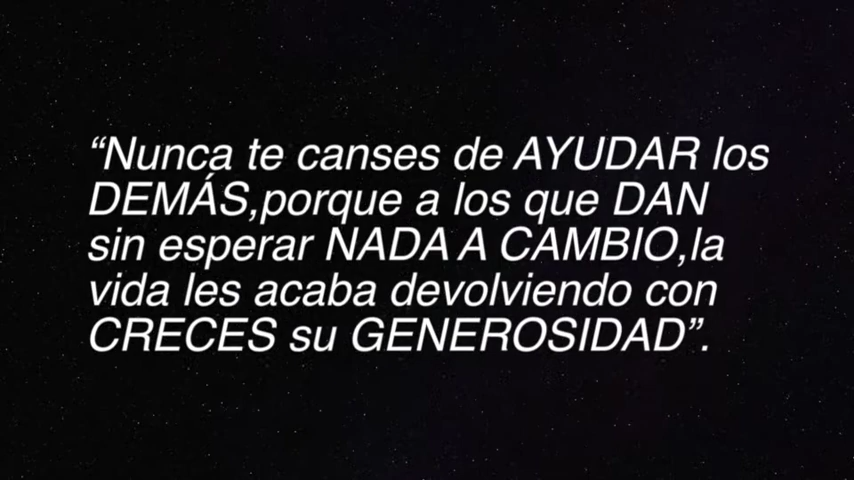 “Nunca te canses de AYUDAR los
DEMÁS,porque a los que DAN
sin esperar NADA A CAMBIO,la
vida les acaba devolviendo con
CRECES su GENEROSIDAD”.